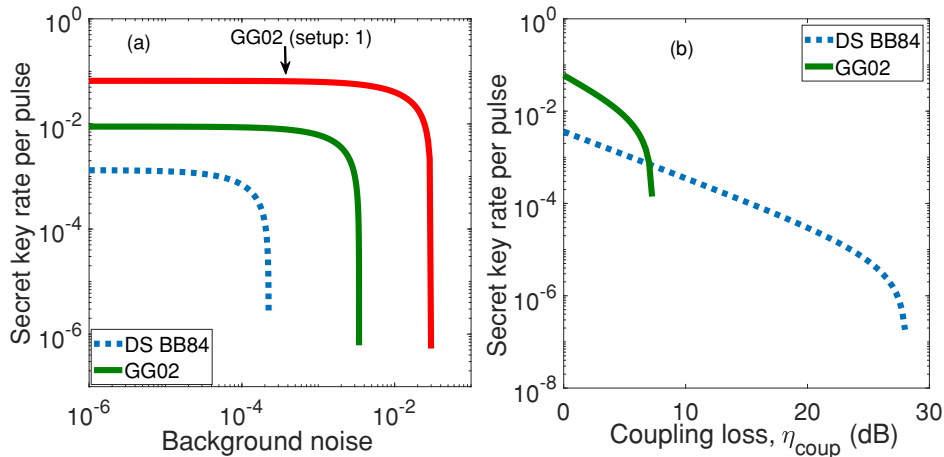 (a)
GG02 (setup: 1)
10^0
10^-2
10^-4
10^-6
Secret key rate per pulse
DS BB84
GG02
10^-6
10^-4
10^-2
Background noise
(b)
DS BB84
GG02
10^0
10^-2
10^-4
10^-6
10^-8
Secret key rate per pulse
0
10
20
30
Coupling loss, η_coup (dB)